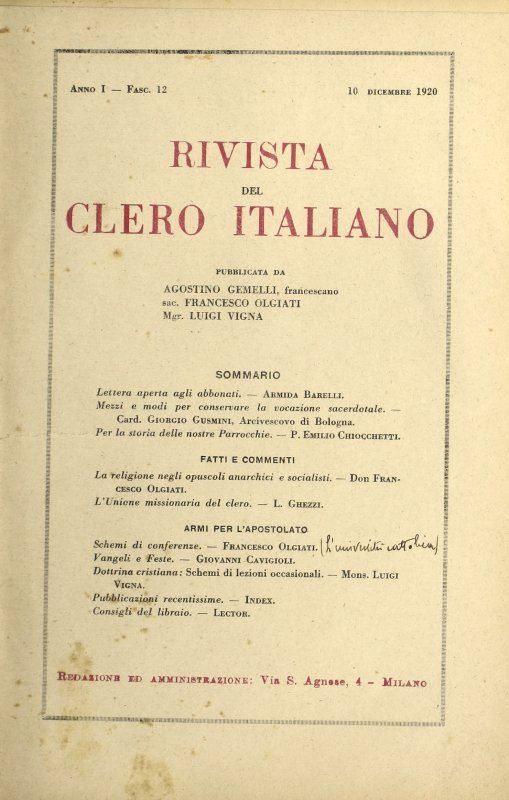 ANNO I — FASC. 12 10 DICEMBRE 1920
RIVISTA
DEL
CLERO ITALIANO
PUBBLICATA DA
AGOSTINO GEMELLI, francescano
sac. FRANCESCO OLGIATI
Mgr. LUIGI VIGNA
SOMMARIO
Lettera aperta agli abbonati. — ARMIDA BARELLI.
Mezzi e modi per conservare la vocazione sacerdotale. —
Card. GIORGIO GUSMINI, Arcivescovo di Bologna.
Per la storia delle nostre Parrocchie. — P. EMILIO CHIOCCHETTI.
FATTI E COMMENTI
La religione negli opuscoli anarchici e socialisti. — Don FRAN-
CESCO OLGIATI.
L'Unione missionaria del clero. — L. GHEZZI.
ARMI PER L'APOSTOLATO
Schemi di conferenze. — FRANCESCO OLGIATI. (L'università cattolica)
Vangeli e Feste. — GIOVANNI CAVIGIOLI.
Dottrina cristiana: Schemi di lezioni occasionali. — Mons. LUIGI
VIGNA.
Pubblicazioni recentissime. — INDEX.
Consigli del libraio. — LECTOR.
REDAZIONE ED AMMINISTRAZIONE: Via S. Agnese, 4 - MILANO